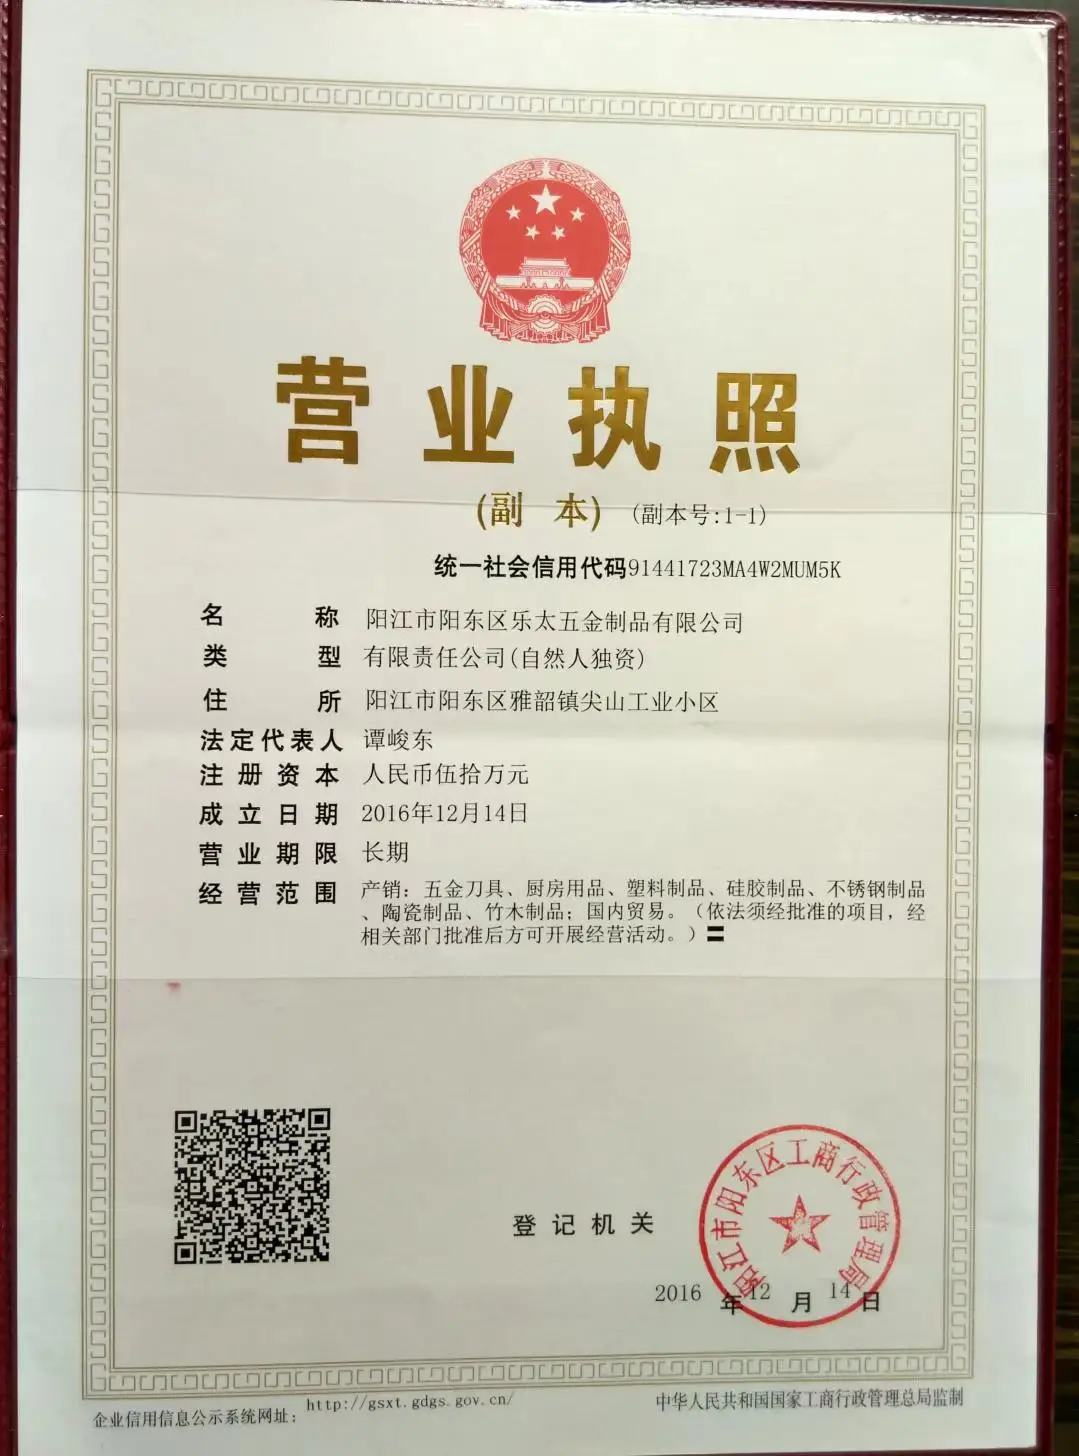 营业执照
(副 本) (副本号:1-1)
统一社会信用代码91441723MA4W2MUM5K
名称 阳江市阳东区乐太五金制品有限公司
类型 有限责任公司(自然人独资)
住所 阳江市阳东区雅韶镇尖山工业小区
法定代表人 谭峻东
注册资本 人民币伍拾万元
成立日期 2016年12月14日
营业期限 长期
经营范围 产销：五金刀具、厨房用品、塑料制品、硅胶制品、不锈钢制品
、陶瓷制品、竹木制品；国内贸易。（依法须经批准的项目，经
相关部门批准后方可开展经营活动。）〓
阳江市阳东区工商行政管理局
登记机关
2016年12月14日
企业信用信息公示系统网址：http://gsxt.gdgs.gov.cn/
中华人民共和国国家工商行政管理总局监制